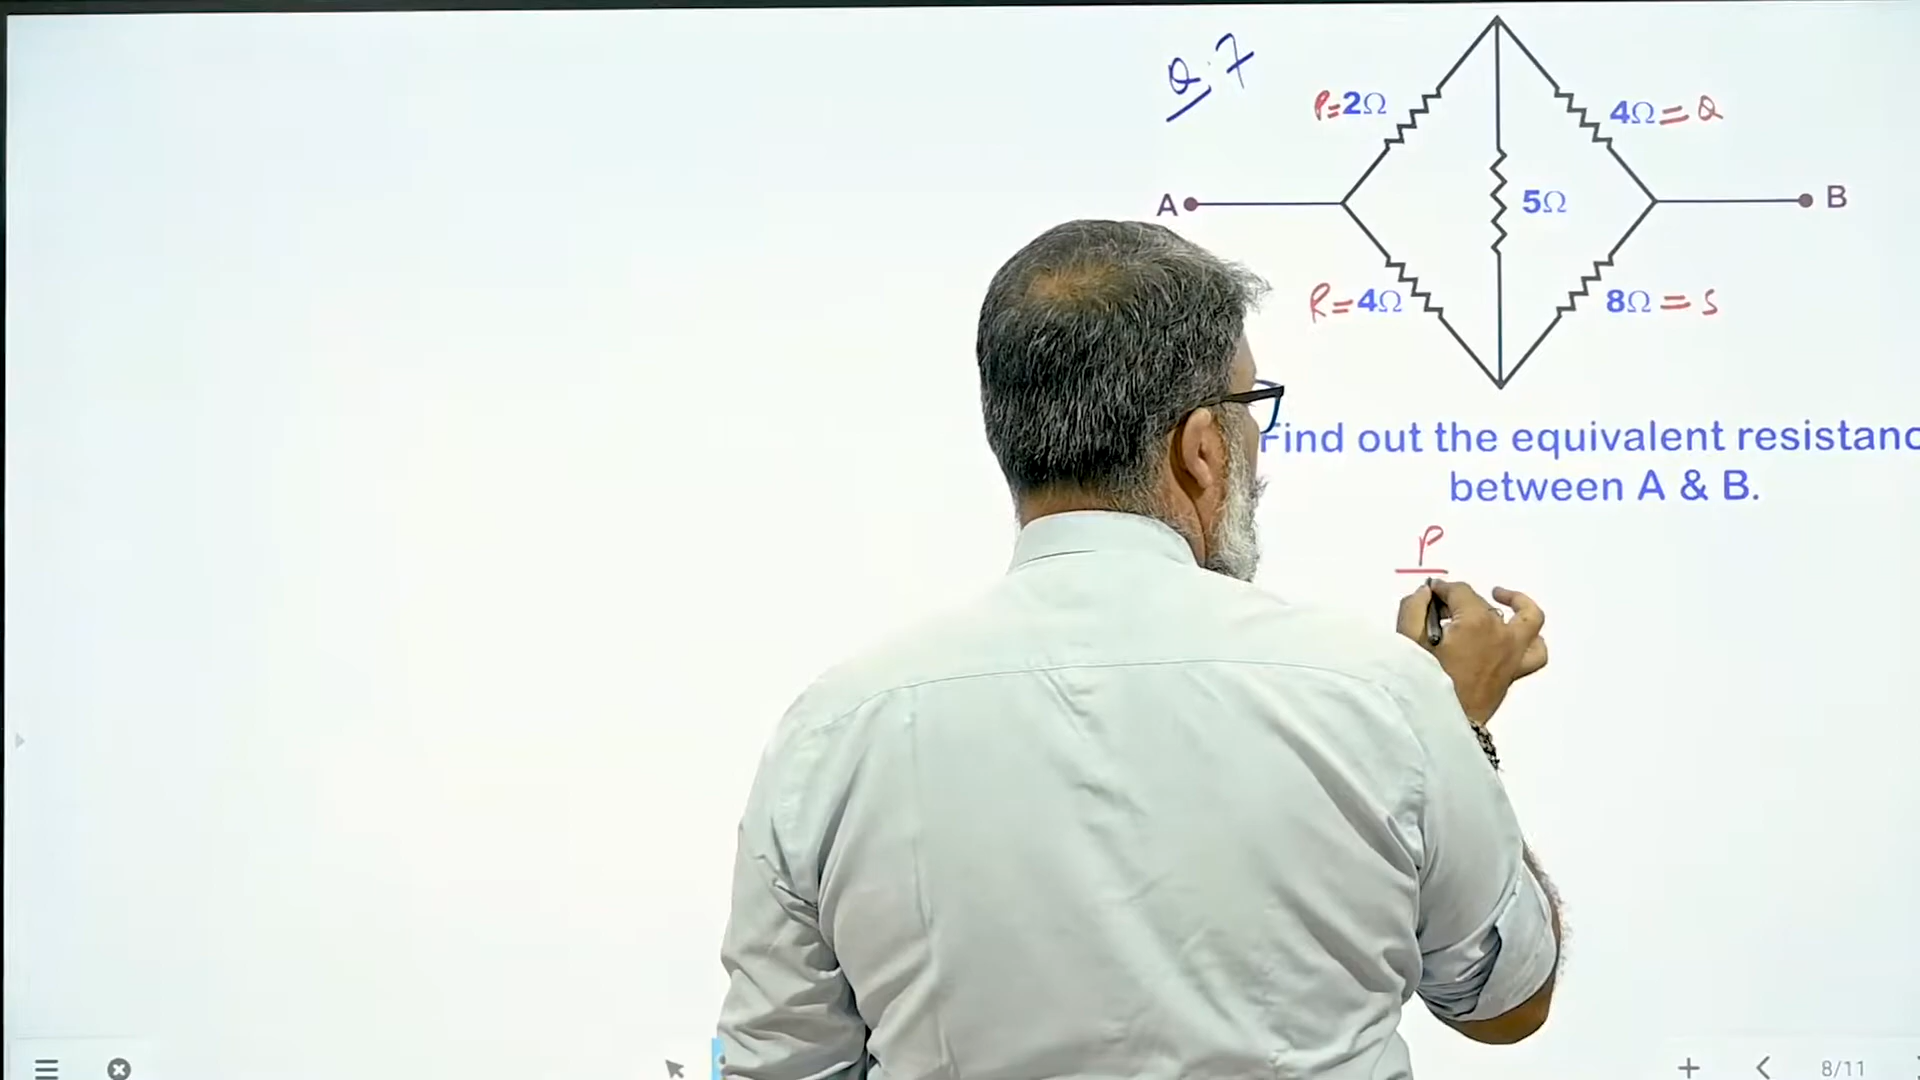 Q.7
P=2Ω
4Ω=Q
A
5Ω
B
R=4Ω
8Ω=S
Find out the equivalent resistanc
between A & B.
P
8/11